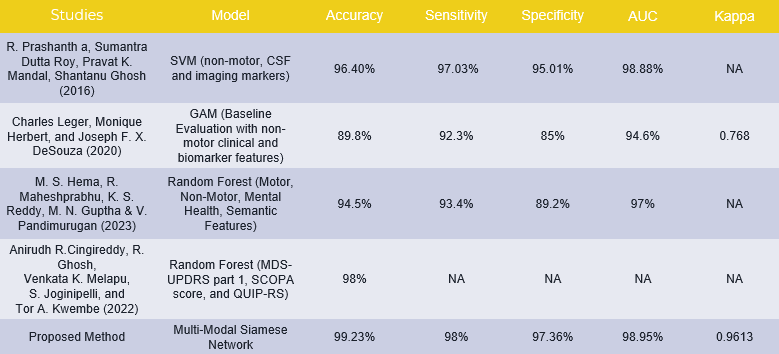 Studies Model Accuracy Sensitivity Specificity AUC Kappa
R. Prashanth a, Sumantra
Dutta Roy, Pravat K.
Mandal, Shantanu Ghosh
(2016)
SVM (non-motor, CSF
and imaging markers)
96.40% 97.03% 95.01% 98.88% NA
Charles Leger, Monique
Herbert, and Joseph F. X.
DeSouza (2020)
GAM (Baseline
Evaluation with non-
motor clinical and
biomarker features)
89.8% 92.3% 85% 94.6% 0.768
M. S. Hema, R.
Maheshprabhu, K. S.
Reddy, M. N. Guptha & V.
Pandimurugan (2023)
Random Forest (Motor,
Non-Motor, Mental
Health, Semantic
Features)
94.5% 93.4% 89.2% 97% NA
Anirudh R.Cingireddy, R.
Ghosh,
Venkata K. Melapu,
S. Joginipelli, and
Tor A. Kwembe (2022)
Random Forest (MDS-
UPDRS part 1, SCOPA
score, and QUIP-RS)
98% NA NA NA NA
Proposed Method
Multi-Modal Siamese
Network
99.23% 98% 97.36% 98.95% 0.9613